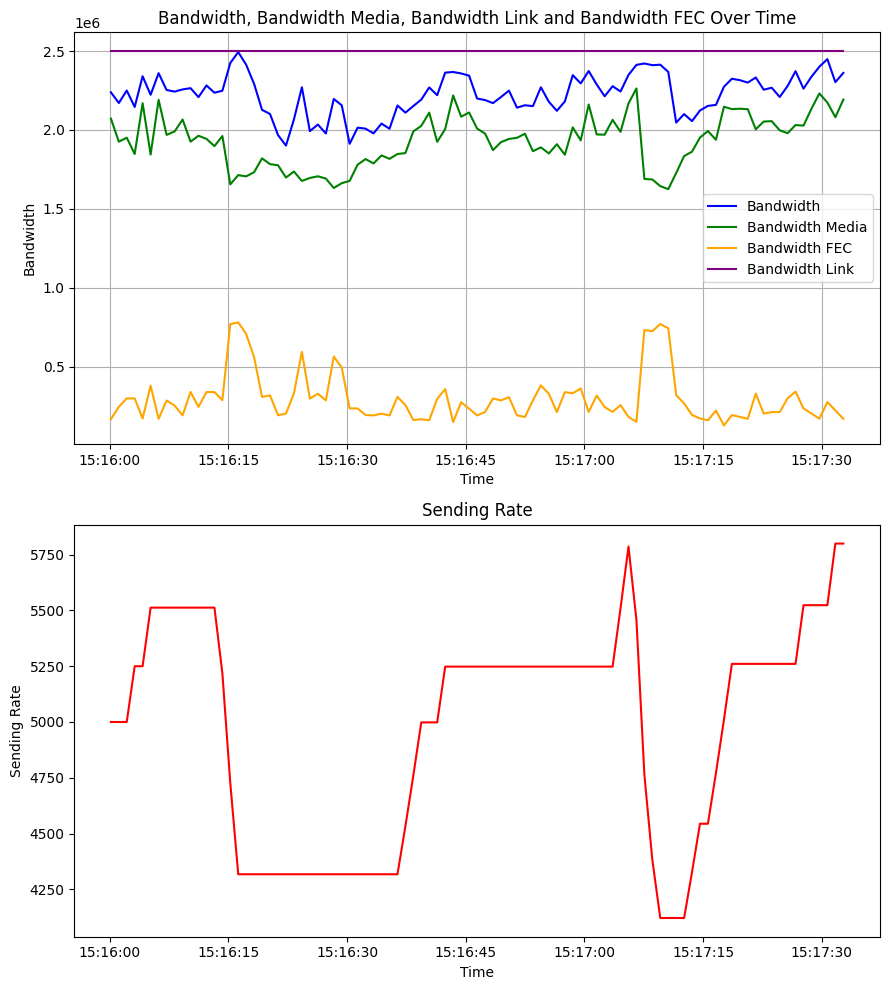 Bandwidth, Bandwidth Media, Bandwidth Link and Bandwidth FEC Over Time
1e6
2.5
2.0
1.5
1.0
0.5
Bandwidth
Bandwidth
Bandwidth Media
Bandwidth FEC
Bandwidth Link
15:16:00 15:16:15 15:16:30 15:16:45 15:17:00 15:17:15 15:17:30
Time
Sending Rate
5750
5500
5250
5000
4750
4500
4250
Sending Rate
15:16:00 15:16:15 15:16:30 15:16:45 15:17:00 15:17:15 15:17:30
Time